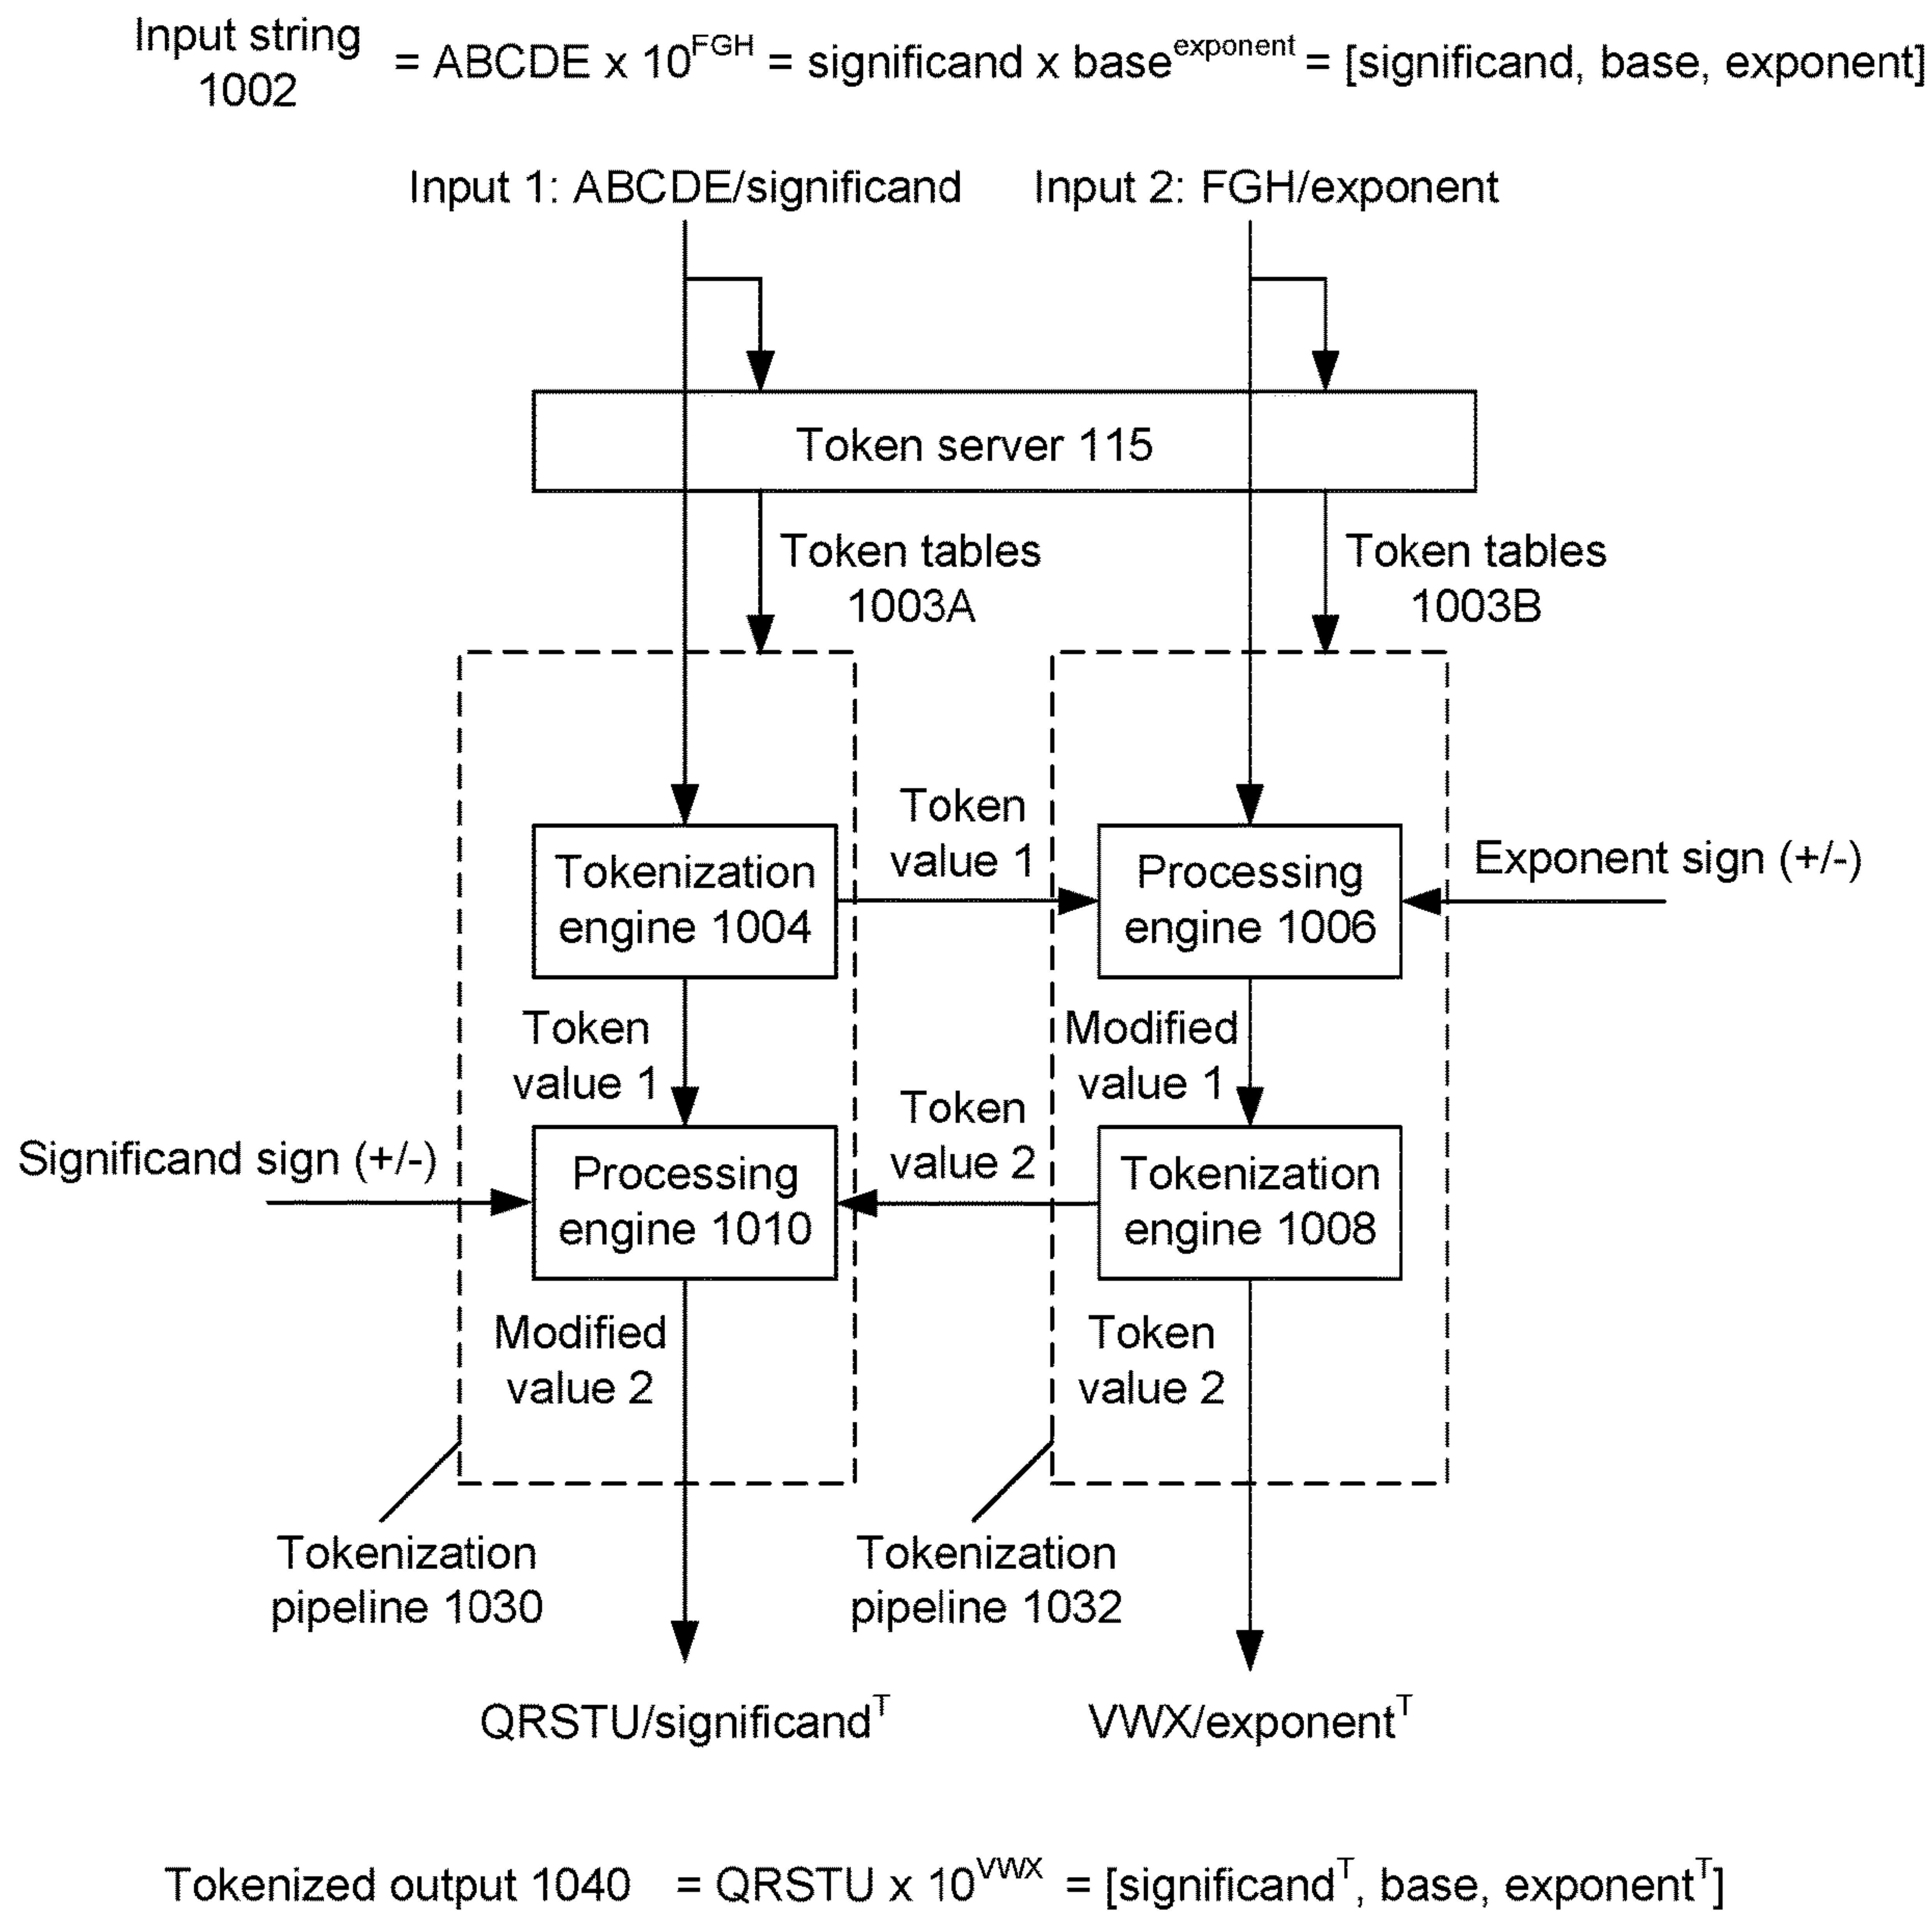 Input string
1002
= ABCDE x 10^FGH = significand x base^exponent = [significand, base, exponent]
Input 1: ABCDE/significand
Input 2: FGH/exponent
Token server 115
Token tables
1003A
Token tables
1003B
Tokenization
engine 1004
Token
value 1
Processing
engine 1006
Exponent sign (+/-)
Token
value 1
Modified
value 1
Significand sign (+/-)
Processing
engine 1010
Token
value 2
Tokenization
engine 1008
Modified
value 2
Token
value 2
Tokenization
pipeline 1030
Tokenization
pipeline 1032
QRSTU/significand^T
VWX/exponent^T
Tokenized output 1040 = QRSTU x 10^VWX = [significand^T, base, exponent^T]